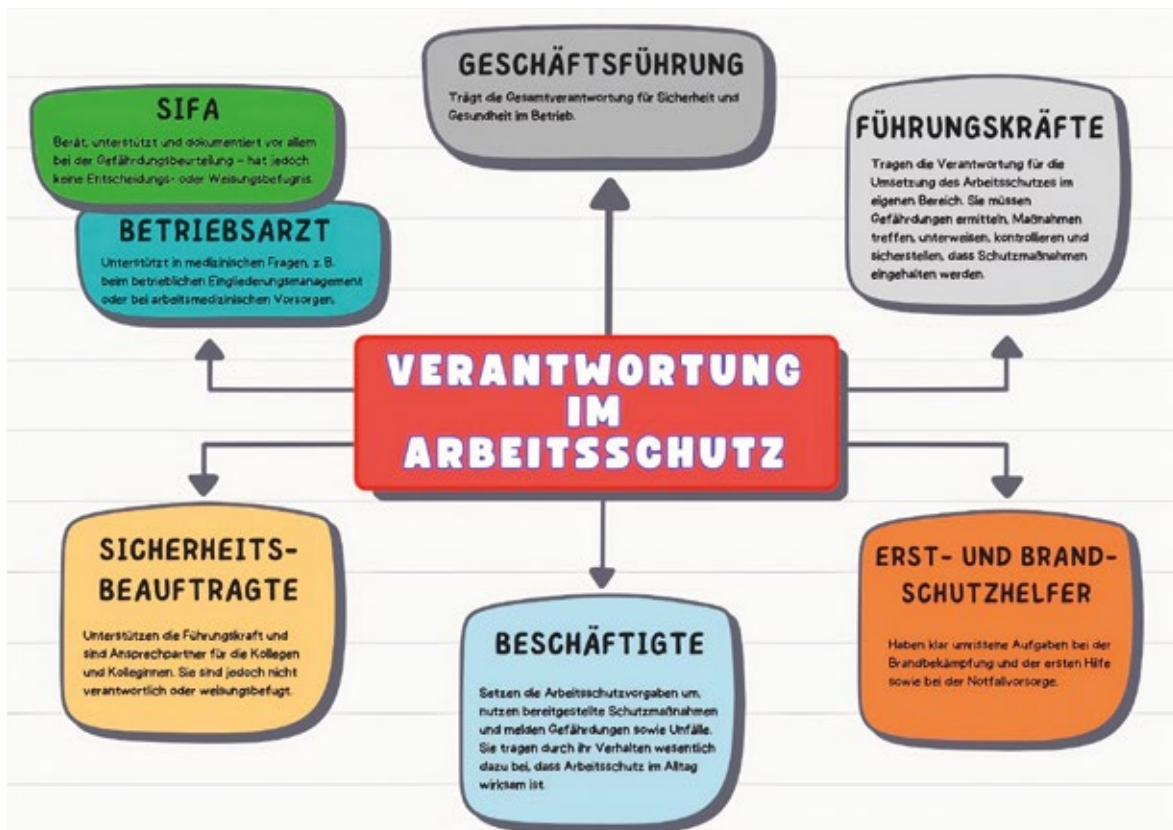 GESCHÄFTSFÜHRUNG
Trägt die Gesamtverantwortung für Sicherheit und
Gesundheit im Betrieb.
SIFA
Berät, unterstützt und dokumentiert vor allem
bei der Gefährdungsbeurteilung – hat jedoch
keine Entscheidungs- oder Weisungsbefugnis.
BETRIEBSARZT
Unterstützt in medizinischen Fragen, z. B.
beim betrieblichen Eingliederungsmanagement
oder bei arbeitsmedizinischen Vorsorgen.
FÜHRUNGSKRÄFTE
Tragen die Verantwortung für die
Umsetzung des Arbeitsschutzes im
eigenen Bereich. Sie müssen
Gefährdungen ermitteln, Maßnahmen
treffen, unterweisen, kontrollieren und
sicherstellen, dass Schutzmaßnahmen
eingehalten werden.
VERANTWORTUNG
IM
ARBEITSSCHUTZ
SICHERHEITS-
BEAUFTRAGTE
Unterstützen die Führungskraft und
sind Ansprechpartner für die Kollegen
und Kolleginnen. Sie sind jedoch nicht
verantwortlich oder weisungsbefugt.
BESCHÄFTIGTE
Setzen die Arbeitsschutzvorgaben um,
nutzen bereitgestellte Schutzmaßnahmen
und melden Gefährdungen sowie Unfälle.
Sie tragen durch ihr Verhalten wesentlich
dazu bei, dass Arbeitsschutz im Alltag
wirksam ist.
ERST- UND BRAND-
SCHUTZHELFER
Haben klar umrissene Aufgaben bei der
Brandbekämpfung und der ersten Hilfe
sowie bei der Notfallvorsorge.